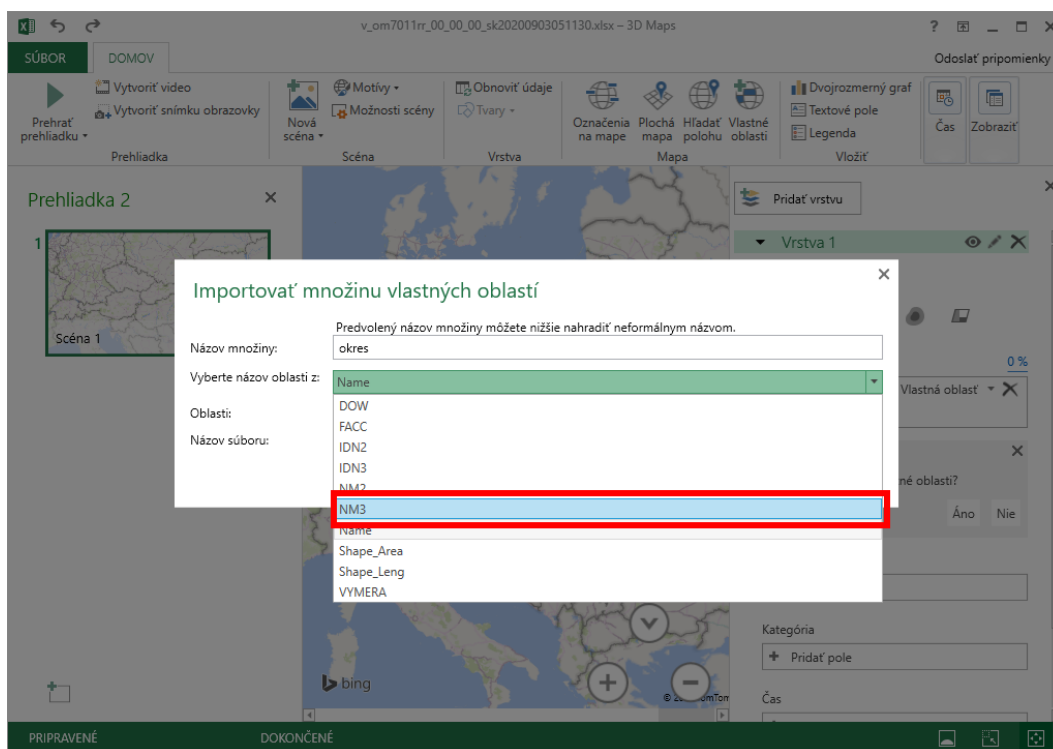 v_om7011rr_00_00_00_sk20200903051130.xlsx – 3D Maps
SÚBOR
DOMOV
Odoslať pripomienky
Prehrať prehliadku
Vytvoriť video
Vytvoriť snímku obrazovky
Prehliadka
Nová scéna
Motívy
Možnosti scény
Scéna
Obnoviť údaje
Tvary
Vrstva
Označenia na mape
Plochá mapa
Hľadať polohu
Vlastné oblasti
Mapa
Dvojrozmerný graf
Textové pole
Legenda
Vložiť
Čas
Zobraziť
Prehliadka 2
1
Scéna 1
Pridať vrstvu
Vrstva 1
0 %
Vlastná oblasť
né oblasti?
Áno
Nie
Kategória
Pridať pole
Čas
Importovať množinu vlastných oblastí
Predvolený názov množiny môžete nižšie nahradiť neformálnym názvom.
Názov množiny:
okres
Vyberte názov oblasti z:
Name
Oblasti:
Názov súboru:
DOW
FACC
IDN2
IDN3
NM2
NM3
Name
Shape_Area
Shape_Leng
VYMERA
bing
PRIPRAVENÉ
DOKONČENÉ